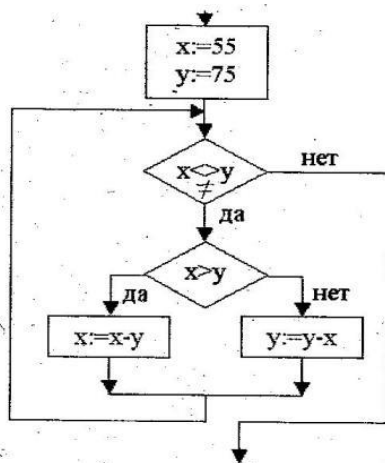 x:=55
y:=75
x<>y
≠
нет
да
x>y
да
нет
x:=x-y
y:=y-x